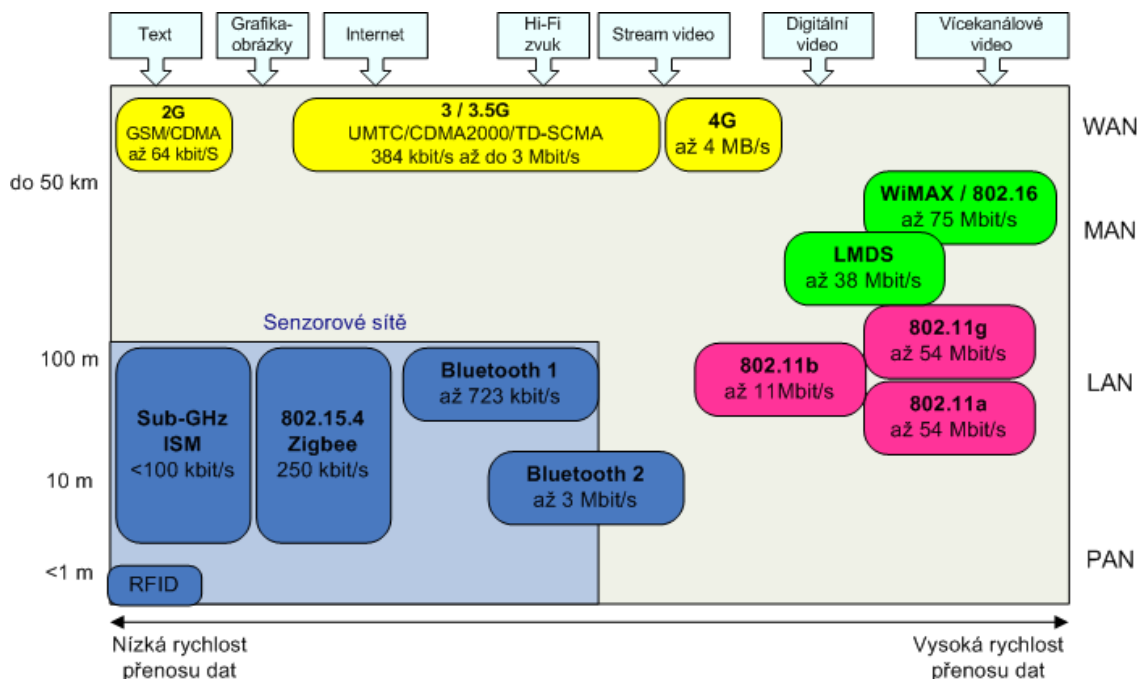 Text
Grafika-
obrázky
Internet
Hi-Fi
zvuk
Stream video
Digitální
video
Vícekanálové
video
2G
GSM/CDMA
až 64 kbit/S
3 / 3.5G
UMTC/CDMA2000/TD-SCMA
384 kbit/s až do 3 Mbit/s
4G
až 4 MB/s
WAN
do 50 km
WiMAX / 802.16
až 75 Mbit/s
MAN
LMDS
až 38 Mbit/s
Senzorové sítě
802.11g
až 54 Mbit/s
100 m
Bluetooth 1
až 723 kbit/s
802.11b
až 11Mbit/s
LAN
802.11a
až 54 Mbit/s
Sub-GHz
ISM
<100 kbit/s
802.15.4
Zigbee
250 kbit/s
10 m
Bluetooth 2
až 3 Mbit/s
PAN
<1 m
RFID
Nízká rychlost
přenosu dat
Vysoká rychlost
přenosu dat